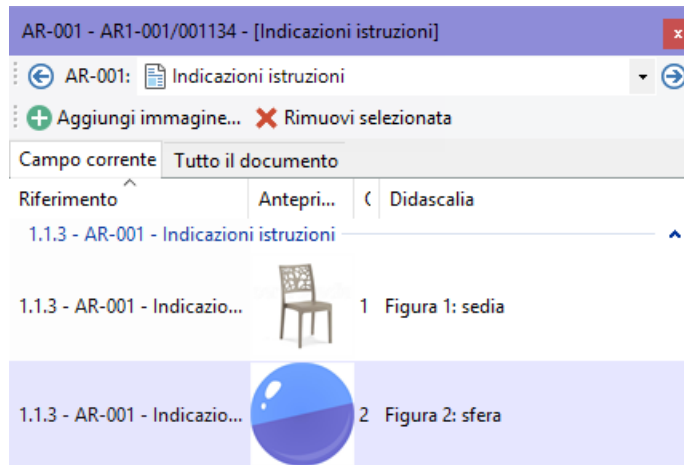 AR-001 - AR1-001/001134 - [Indicazioni istruzioni]
x
AR-001: Indicazioni istruzioni
Aggiungi immagine... Rimuovi selezionata
Campo corrente Tutto il documento
Riferimento Antepri... ( Didascalia
1.1.3 - AR-001 - Indicazioni istruzioni
1.1.3 - AR-001 - Indicazio... 1 Figura 1: sedia
1.1.3 - AR-001 - Indicazio... 2 Figura 2: sfera